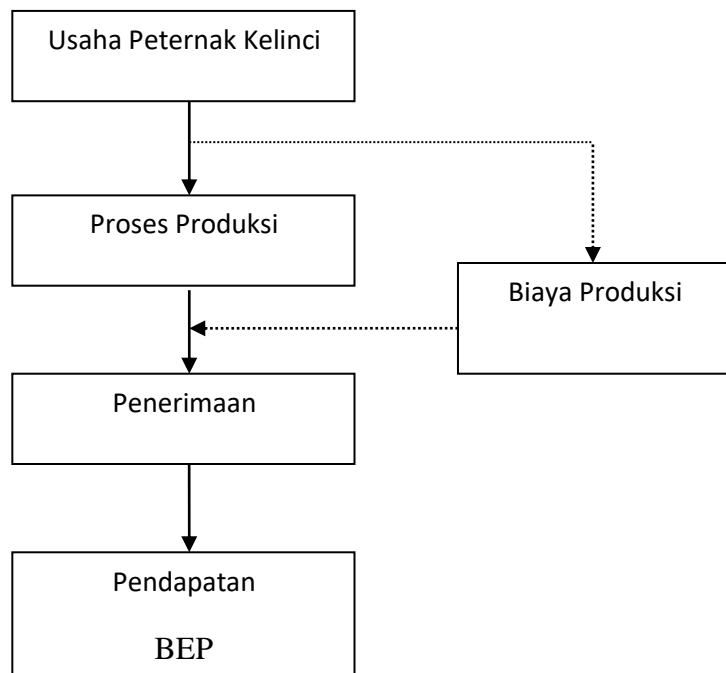 Usaha Peternak Kelinci
Proses Produksi
Biaya Produksi
Penerimaan
Pendapatan
BEP